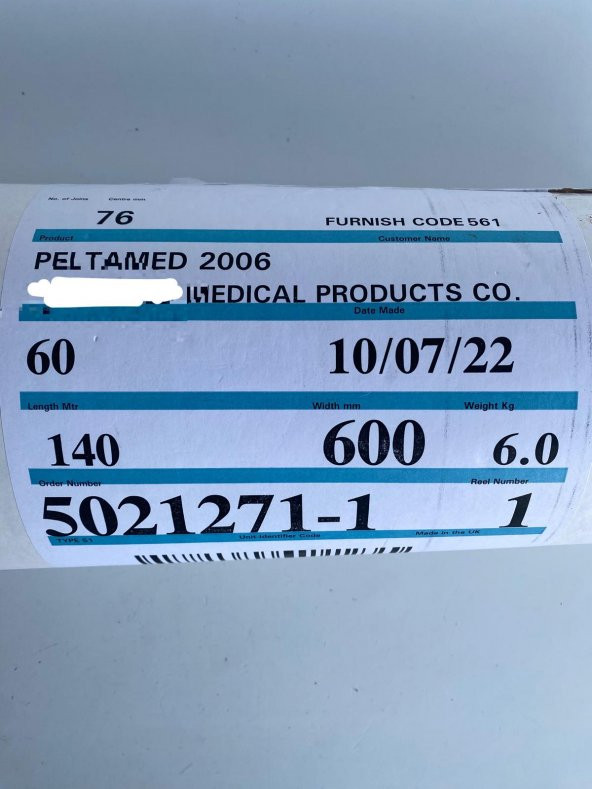 No. of Joins Centre mm
76 FURNISH CODE 561
Product Customer Name
PELTAMED 2006
MEDICAL PRODUCTS CO.
Date Made
60 10/07/22
Length Mtr Width mm Weight Kg
140 600 6.0
Order Number Reel Number
5021271-1 1
TYPE 51 Unit Identifier Code Made in the UK